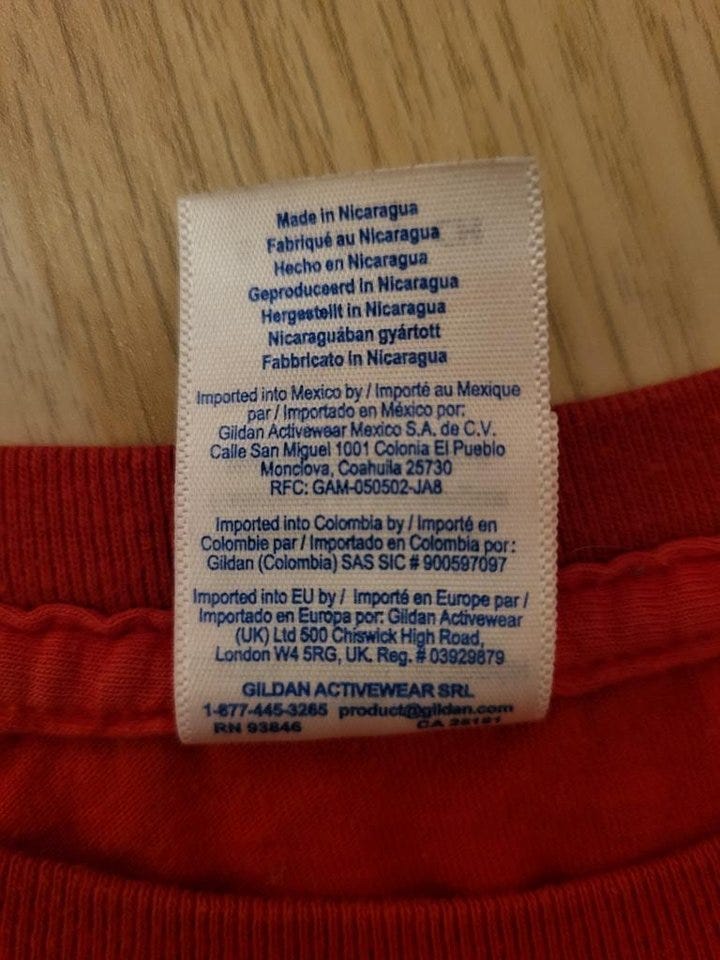 Made in Nicaragua
Fabriqué au Nicaragua
Hecho en Nicaragua
Geproduceerd in Nicaragua
Hergestellt in Nicaragua
Nicaraguában gyártott
Fabbricato in Nicaragua
Imported into Mexico by / Importé au Mexique
par / Importado en México por:
Gildan Activewear Mexico S.A. de C.V.
Calle San Miguel 1001 Colonia El Pueblo
Monclova, Coahuila 25730
RFC: GAM-050502-JA8
Imported into Colombia by / Importé en
Colombie par / Importado en Colombia por:
Gildan (Colombia) SAS SIC # 900597097
Imported into EU by / Importé en Europe par /
Importado en Europa por: Gildan Activewear
(UK) Ltd 500 Chiswick High Road,
London W4 5RG, UK. Reg. # 03929879
GILDAN ACTIVEWEAR SRL
1-877-445-3265 product@gildan.com
RN 93846 CA